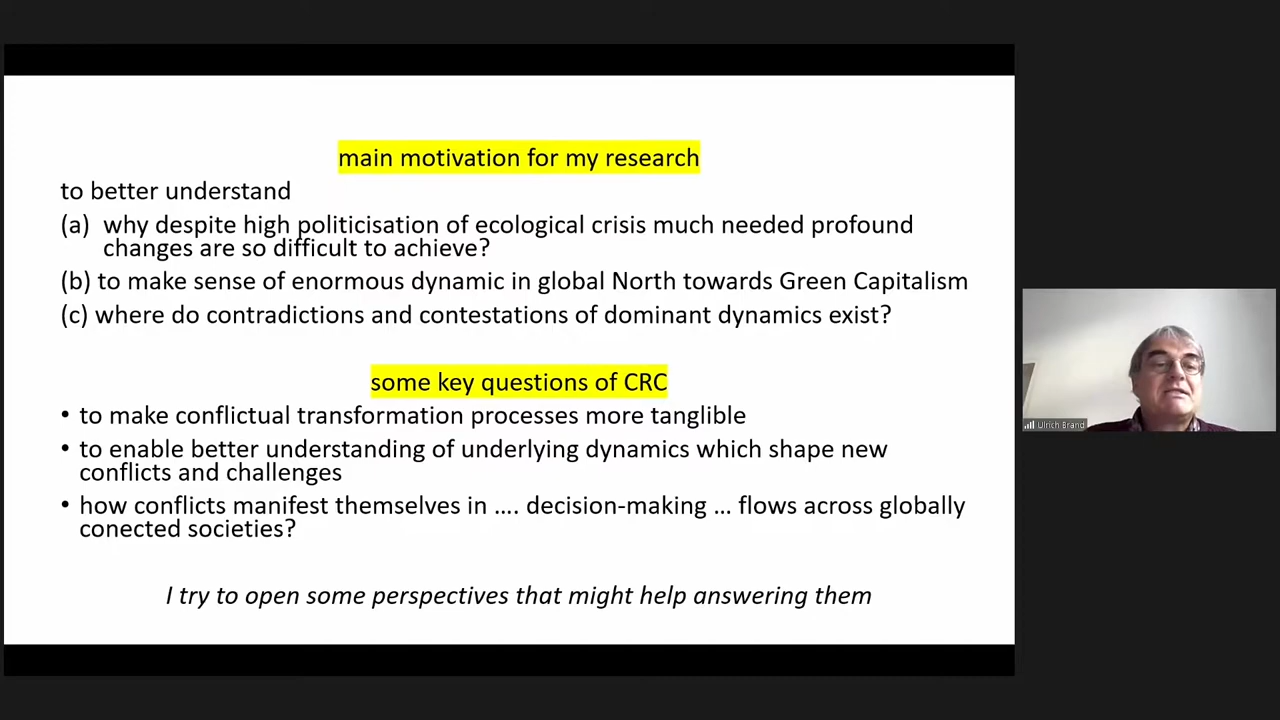 main motivation for my research
to better understand
(a) why despite high politicisation of ecological crisis much needed profound
changes are so difficult to achieve?
(b) to make sense of enormous dynamic in global North towards Green Capitalism
(c) where do contradictions and contestations of dominant dynamics exist?
some key questions of CRC
• to make conflictual transformation processes more tanglible
• to enable better understanding of underlying dynamics which shape new
conflicts and challenges
• how conflicts manifest themselves in .... decision-making ... flows across globally
conected societies?
I try to open some perspectives that might help answering them
Ulrich Brand